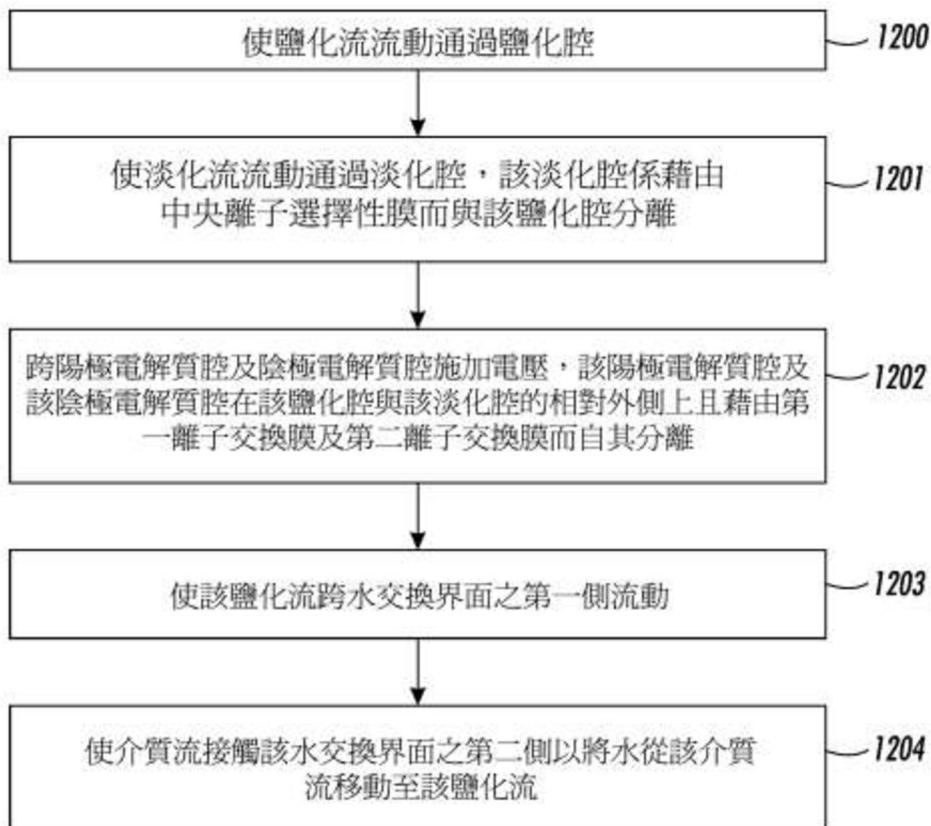 使鹽化流流動通過鹽化腔
1200
使淡化流流動通過淡化腔，該淡化腔係藉由
中央離子選擇性膜而與該鹽化腔分離
1201
跨陽極電解質腔及陰極電解質腔施加電壓，該陽極電解質腔及
該陰極電解質腔在該鹽化腔與該淡化腔的相對外側上且藉由第
一離子交換膜及第二離子交換膜而自其分離
1202
使該鹽化流跨水交換界面之第一側流動
1203
使介質流接觸該水交換界面之第二側以將水從該介質
流移動至該鹽化流
1204